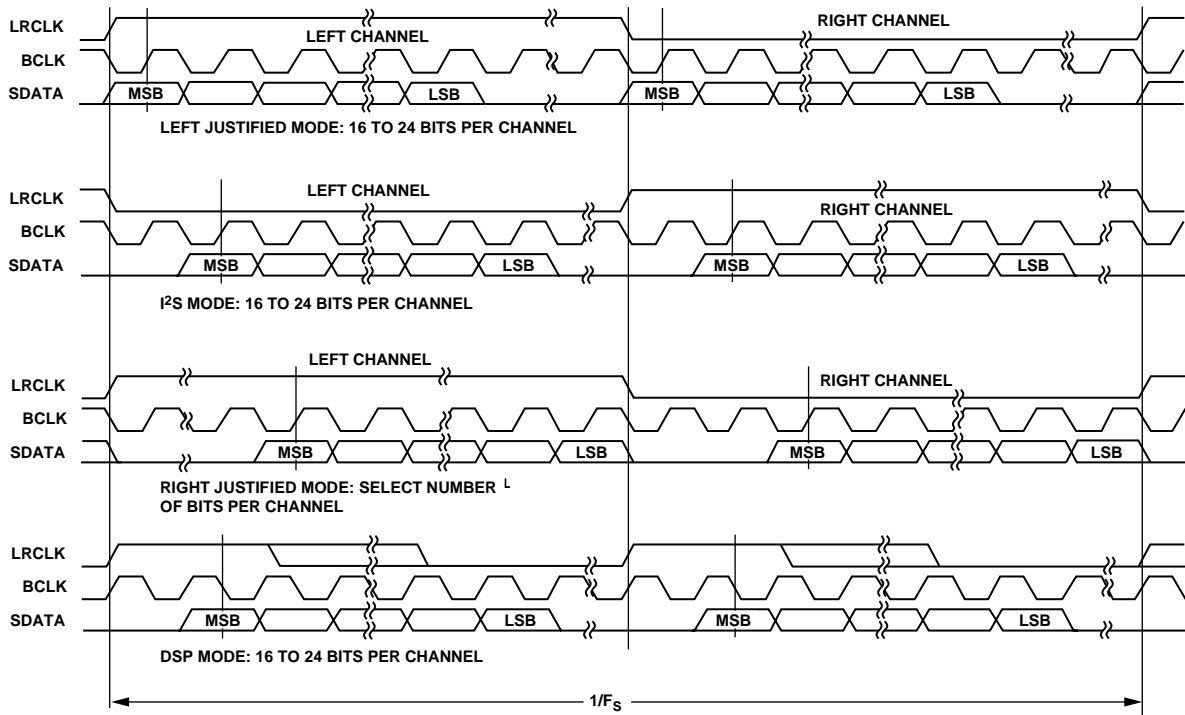 LRCLK
LEFT CHANNEL
RIGHT CHANNEL
BCLK
SDATA
MSB
LSB
MSB
LSB
LEFT JUSTIFIED MODE: 16 TO 24 BITS PER CHANNEL
LRCLK
LEFT CHANNEL
RIGHT CHANNEL
BCLK
SDATA
MSB
LSB
MSB
LSB
I²S MODE: 16 TO 24 BITS PER CHANNEL
LEFT CHANNEL
LRCLK
RIGHT CHANNEL
BCLK
SDATA
MSB
LSB
MSB
LSB
RIGHT JUSTIFIED MODE: SELECT NUMBER L
OF BITS PER CHANNEL
LRCLK
BCLK
SDATA
MSB
LSB
MSB
LSB
DSP MODE: 16 TO 24 BITS PER CHANNEL
1/FS